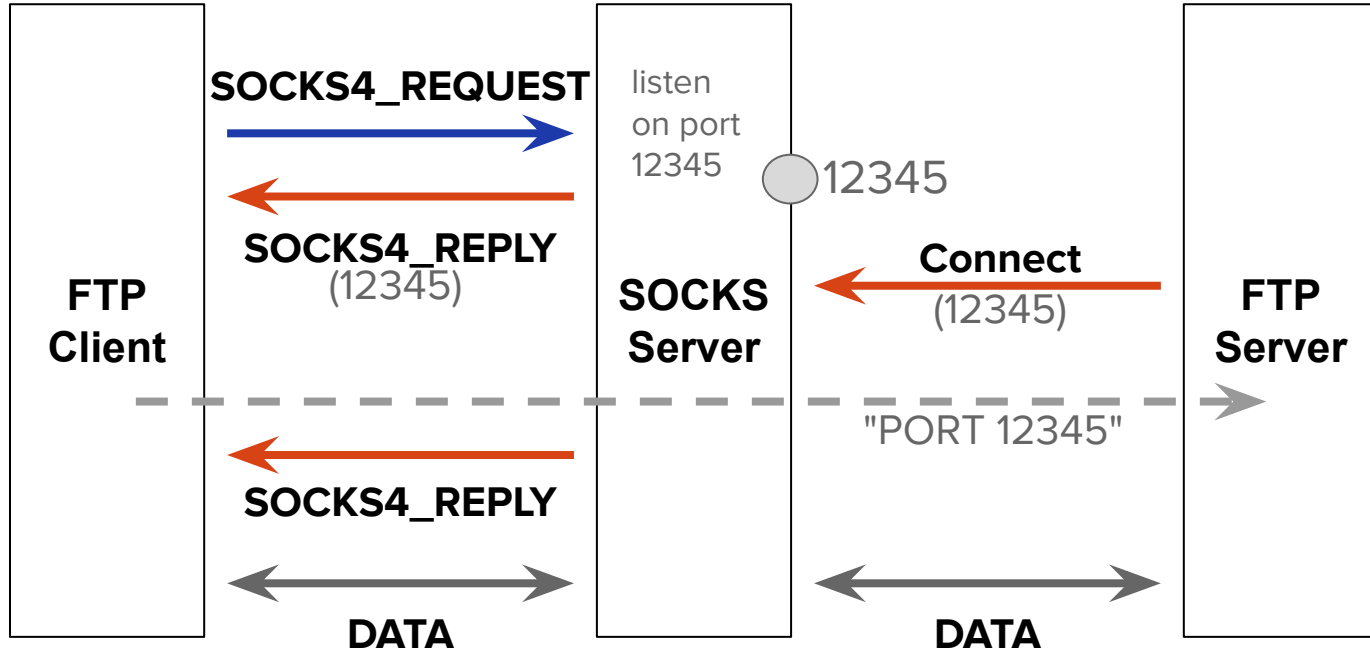 SOCKS4_REQUEST
listen
on port
12345
12345
SOCKS4_REPLY
(12345)
Connect
(12345)
FTP
Client
SOCKS
Server
FTP
Server
"PORT 12345"
SOCKS4_REPLY
DATA
DATA